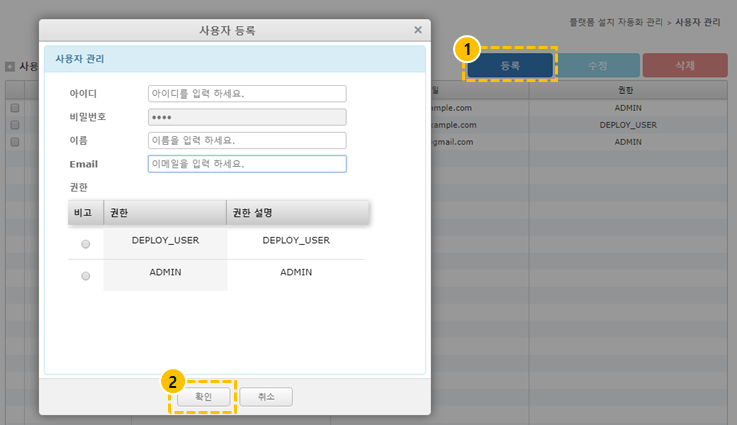 사용자 등록
×
플랫폼 설치 자동화 관리 > 사용자 관리
1
사용
등록
수정
삭제
사용자 관리
일
권한
아이디
아이디를 입력 하세요.
ample.com
ADMIN
비밀번호
••••
xample.com
DEPLOY_USER
이름
이름을 입력 하세요.
@gmail.com
ADMIN
Email
이메일을 입력 하세요.
권한
비고
권한
권한 설명
DEPLOY_USER
DEPLOY_USER
ADMIN
ADMIN
2
확인
취소